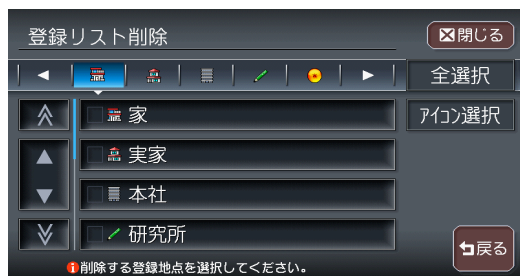 登録リスト削除
閉じる
全選択
アイコン選択
家
実家
本社
研究所
戻る
削除する登録地点を選択してください。